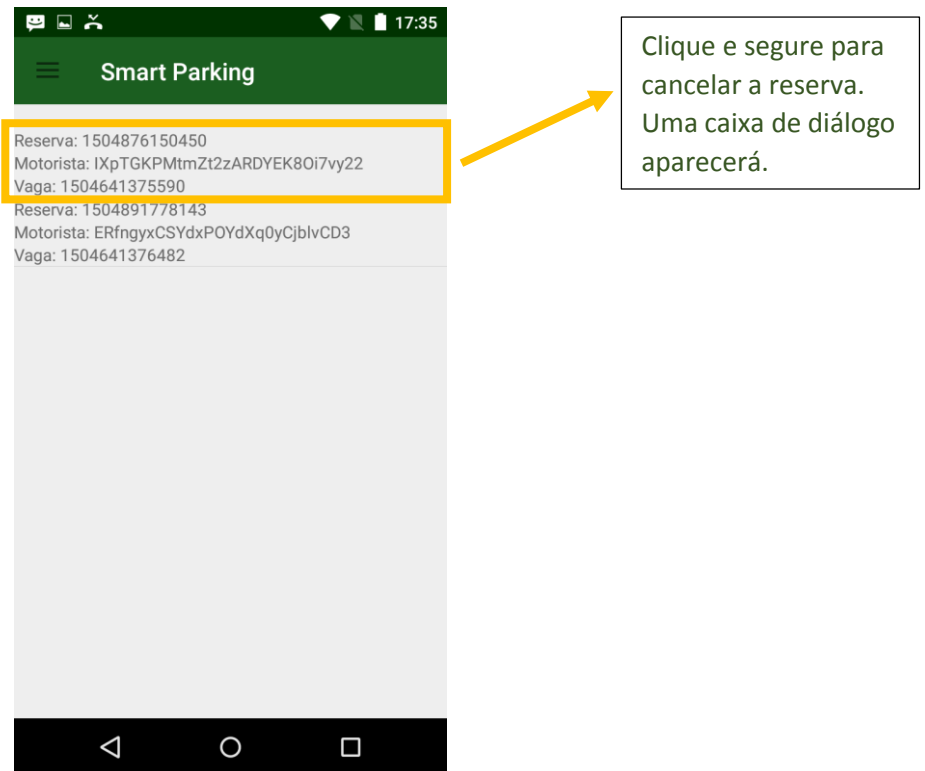 17:35
Smart Parking
Reserva: 1504876150450
Motorista: IXpTGKPMtmZt2zARDYEK8Oi7vy22
Vaga: 1504641375590
Reserva: 1504891778143
Motorista: ERfngyxCSYdxPOYdXq0yCjblvCD3
Vaga: 1504641376482
Clique e segure para
cancelar a reserva.
Uma caixa de diálogo
aparecerá.